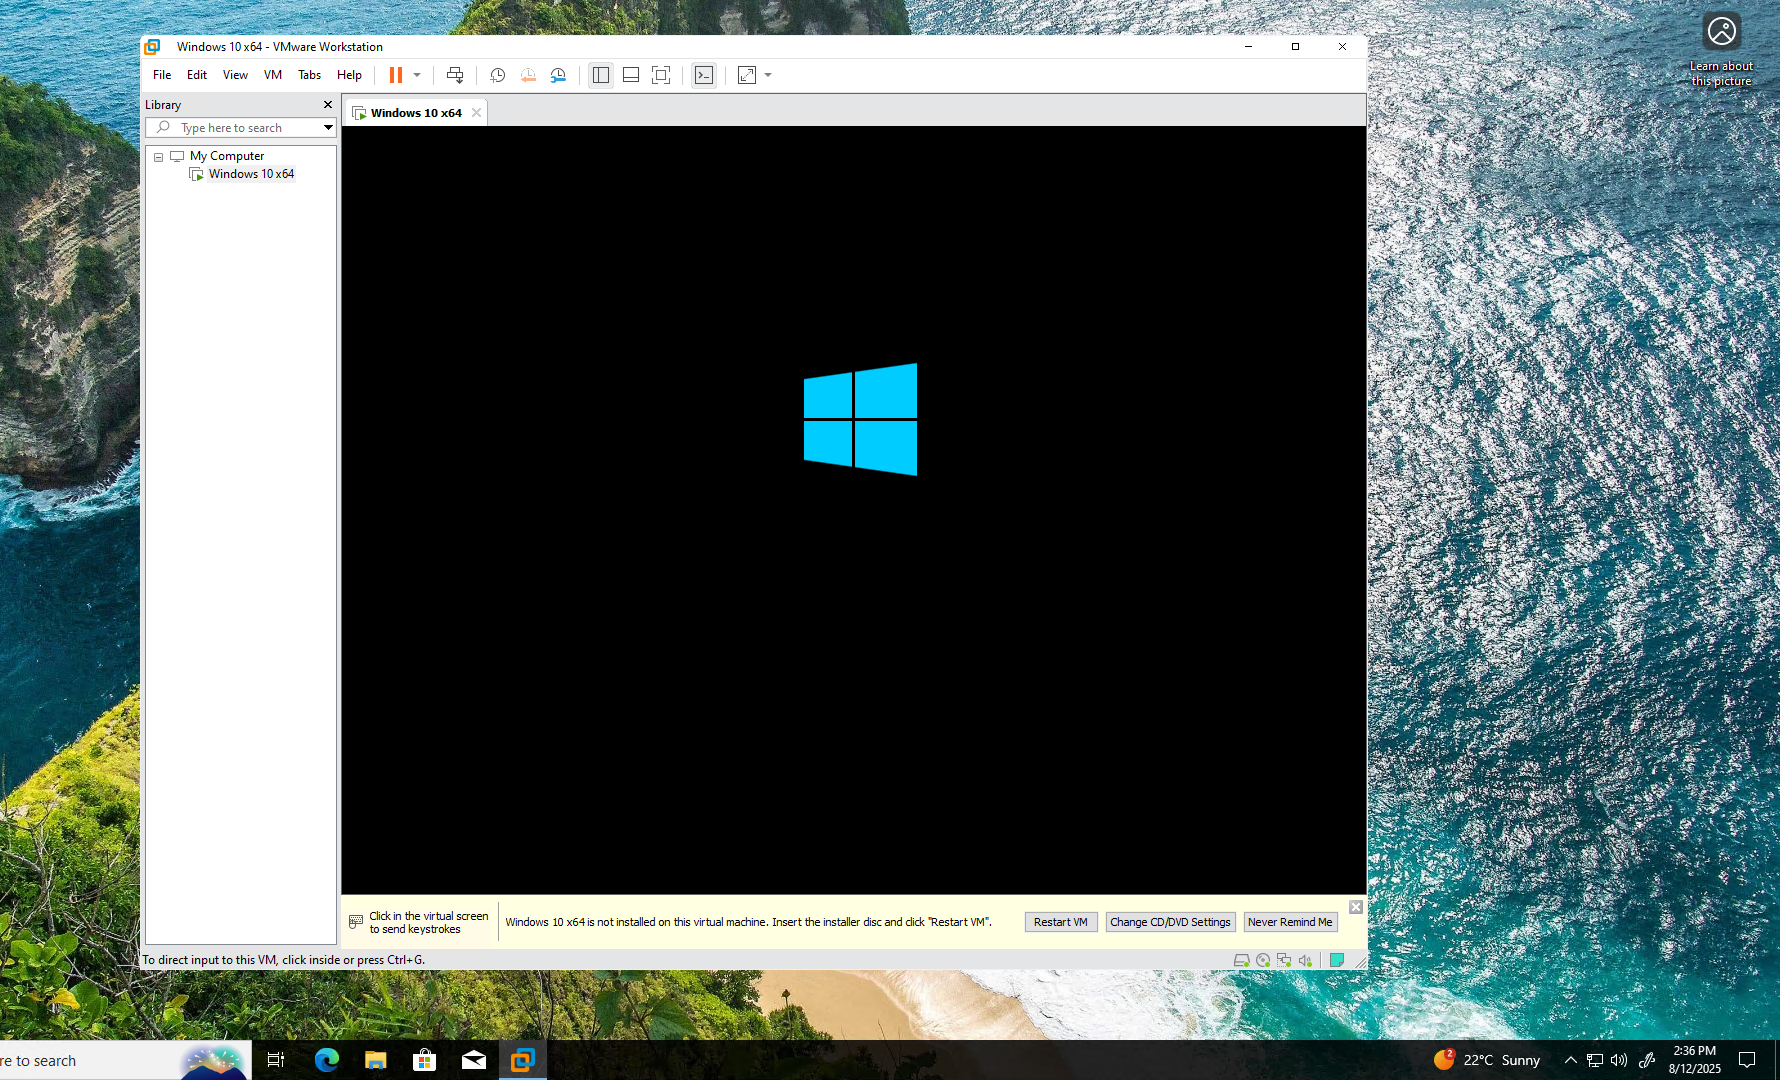 Learn about
this picture
Windows 10 x64 - VMware Workstation
File Edit View VM Tabs Help
Library
Type here to search
Windows 10 x64
My Computer
Windows 10 x64
Click in the virtual screen
to send keystrokes
Windows 10 x64 is not installed on this virtual machine. Insert the installer disc and click "Restart VM".
Restart VM
Change CD/DVD Settings
Never Remind Me
To direct input to this VM, click inside or press Ctrl+G.
re to search
2
22°C Sunny
2:36 PM
8/12/2025